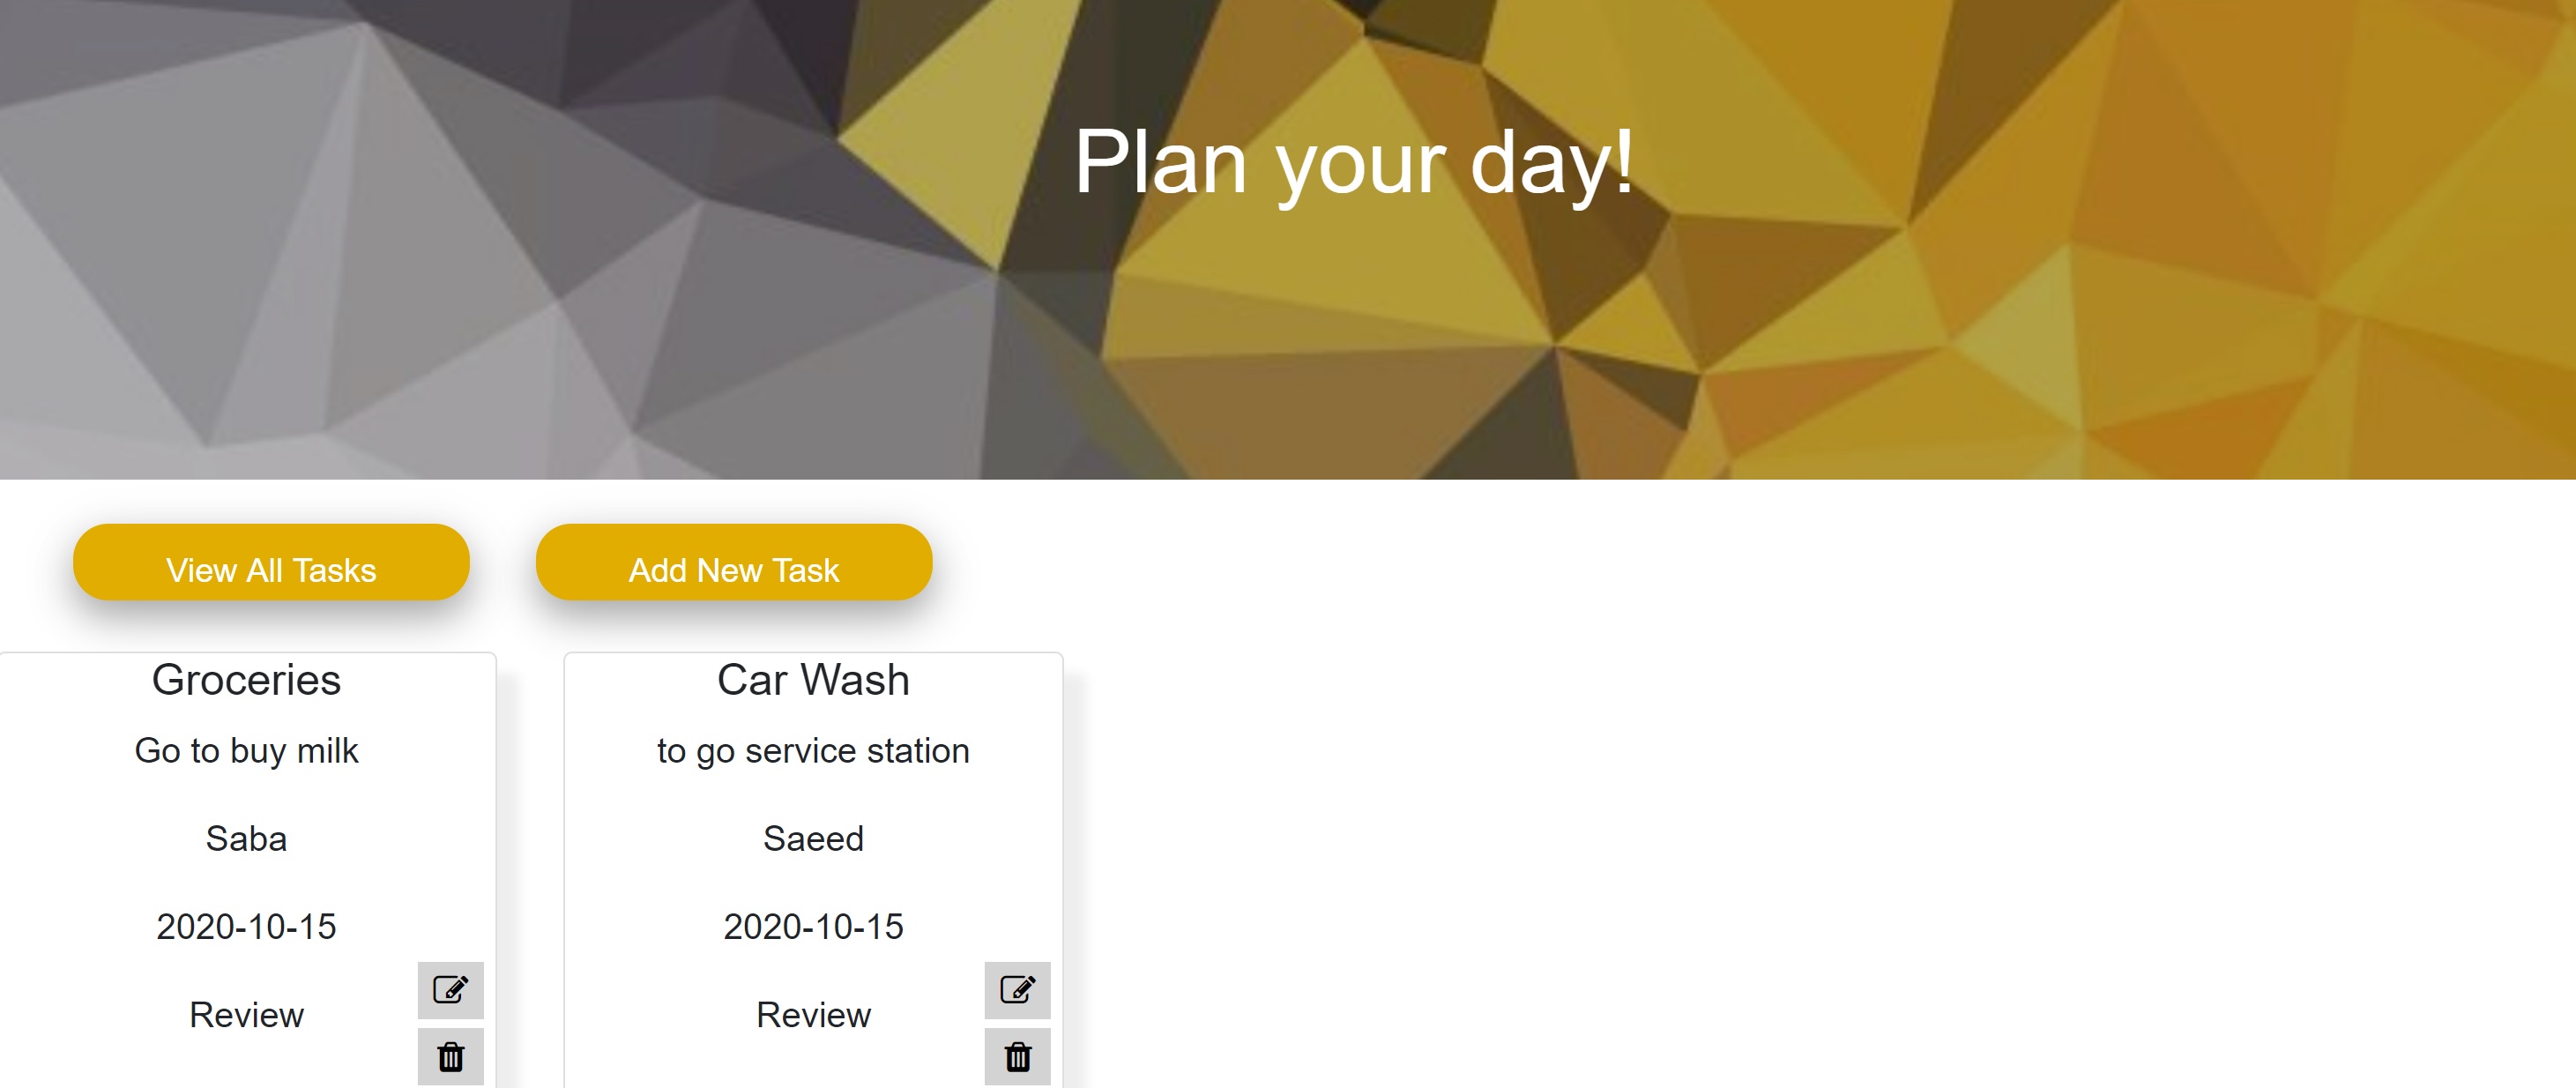 Plan your day!
View All Tasks
Add New Task
Groceries
Go to buy milk
Saba
2020-10-15
Review
Car Wash
to go service station
Saeed
2020-10-15
Review